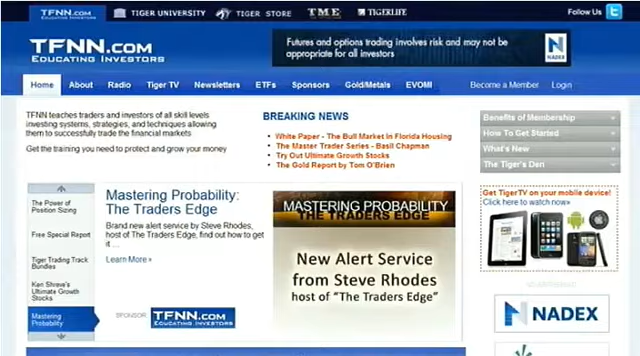 TFNN.COM
EDUCATING INVESTORS
TIGER UNIVERSITY
TIGER STORE
TME
TIGERLIFE
Follow Us
TFNN.COM
EDUCATING INVESTORS
Futures and options trading involves risk and may not be
appropriate for all investors
NADEX
Home
About
Radio
Tiger TV
Newsletters
ETFs
Sponsors
Gold/Metals
EVOMI
Become a Member
Login
TFNN teaches traders and investors of all skill levels
investing systems, strategies, and techniques allowing
them to successfully trade the financial markets
Get the training you need to protect and grow your money
BREAKING NEWS
White Paper - The Bull Market in Florida Housing
The Master Trader Series - Basil Chapman
Try Out Ultimate Growth Stocks
The Gold Report by Tom O'Brien
Benefits of Membership
How To Get Started
What's New
The Tiger's Den
The Power of
Position Sizing
Free Special Report
Tiger Trading Track
Bundles
Ken Shreve's
Ultimate Growth
Stocks
Mastering
Probability
Mastering Probability:
The Traders Edge
Brand new alert service by Steve Rhodes,
host of The Traders Edge, find out how to get
it ...
Learn More »
SPONSOR
TFNN.COM
EDUCATING INVESTORS
MASTERING PROBABILITY
THE TRADERS EDGE
New Alert Service
from Steve Rhodes
host of "The Traders Edge"
Get TigerTV on your mobile device!
Click here to watch now»
ADVERTISEMENT
NADEX